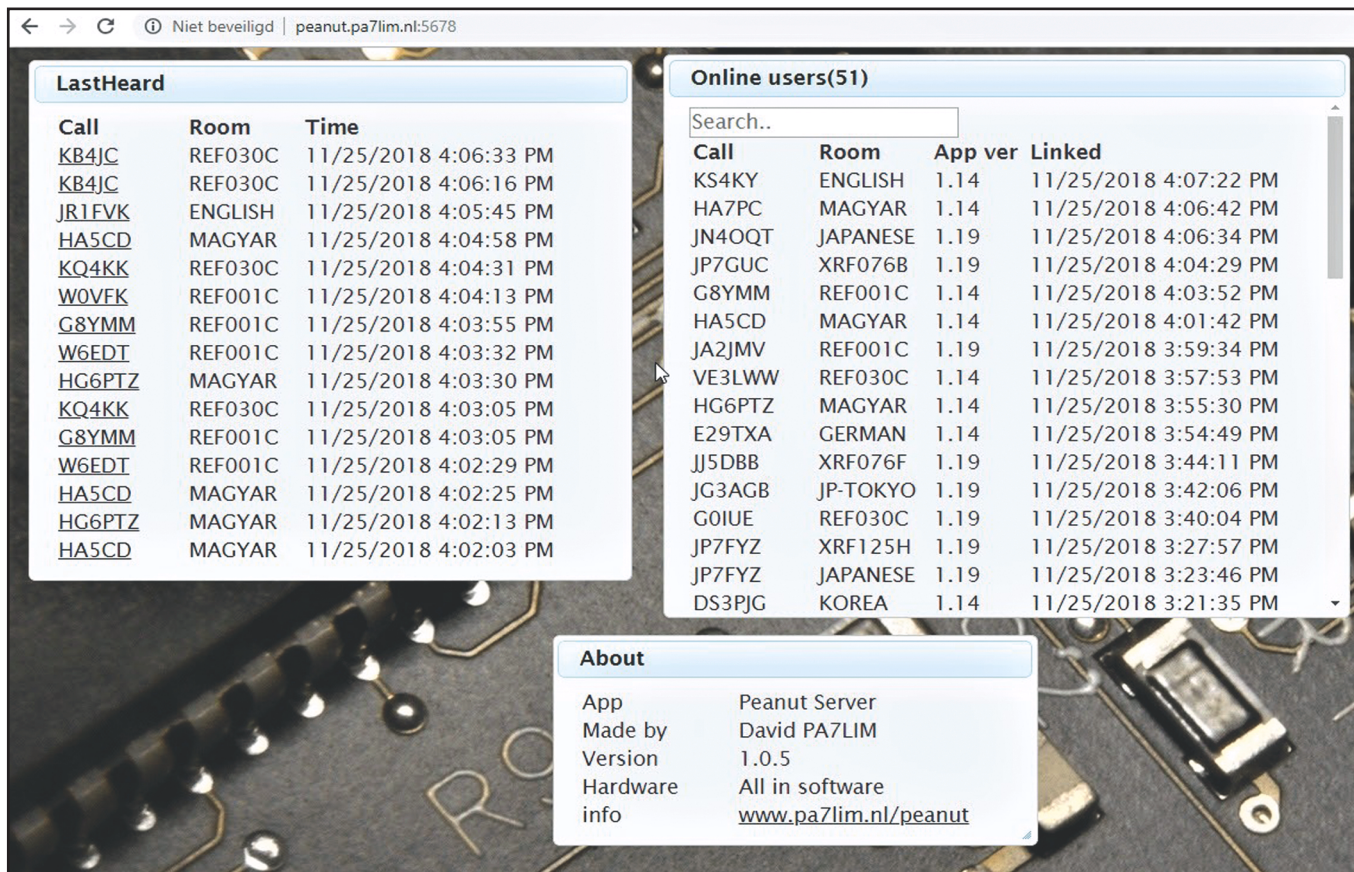 Niet beveiligd | peanut.pa7lim.nl:5678
LastHeard
Call Room Time
KB4JC REF030C 11/25/2018 4:06:33 PM
KB4JC REF030C 11/25/2018 4:06:16 PM
JR1FVK ENGLISH 11/25/2018 4:05:45 PM
HA5CD MAGYAR 11/25/2018 4:04:58 PM
KQ4KK REF030C 11/25/2018 4:04:31 PM
W0VFK REF001C 11/25/2018 4:04:13 PM
G8YMM REF001C 11/25/2018 4:03:55 PM
W6EDT REF001C 11/25/2018 4:03:32 PM
HG6PTZ MAGYAR 11/25/2018 4:03:30 PM
KQ4KK REF030C 11/25/2018 4:03:05 PM
G8YMM REF001C 11/25/2018 4:03:05 PM
W6EDT REF001C 11/25/2018 4:02:29 PM
HA5CD MAGYAR 11/25/2018 4:02:25 PM
HG6PTZ MAGYAR 11/25/2018 4:02:13 PM
HA5CD MAGYAR 11/25/2018 4:02:03 PM
Online users(51)
Search..
Call Room App ver Linked
KS4KY ENGLISH 1.14 11/25/2018 4:07:22 PM
HA7PC MAGYAR 1.14 11/25/2018 4:06:42 PM
JN4OQT JAPANESE 1.19 11/25/2018 4:06:34 PM
JP7GUC XRF076B 1.19 11/25/2018 4:04:29 PM
G8YMM REF001C 1.14 11/25/2018 4:03:52 PM
HA5CD MAGYAR 1.14 11/25/2018 4:01:42 PM
JA2JMV REF001C 1.19 11/25/2018 3:59:34 PM
VE3LWW REF030C 1.14 11/25/2018 3:57:53 PM
HG6PTZ MAGYAR 1.14 11/25/2018 3:55:30 PM
E29TXA GERMAN 1.14 11/25/2018 3:54:49 PM
JJ5DBB XRF076F 1.19 11/25/2018 3:44:11 PM
JG3AGB JP-TOKYO 1.19 11/25/2018 3:42:06 PM
G0IUE REF030C 1.19 11/25/2018 3:40:04 PM
JP7FYZ XRF125H 1.19 11/25/2018 3:27:57 PM
JP7FYZ JAPANESE 1.19 11/25/2018 3:23:46 PM
DS3PJG KOREA 1.14 11/25/2018 3:21:35 PM
About
App Peanut Server
Made by David PA7LIM
Version 1.0.5
Hardware All in software
info www.pa7lim.nl/peanut